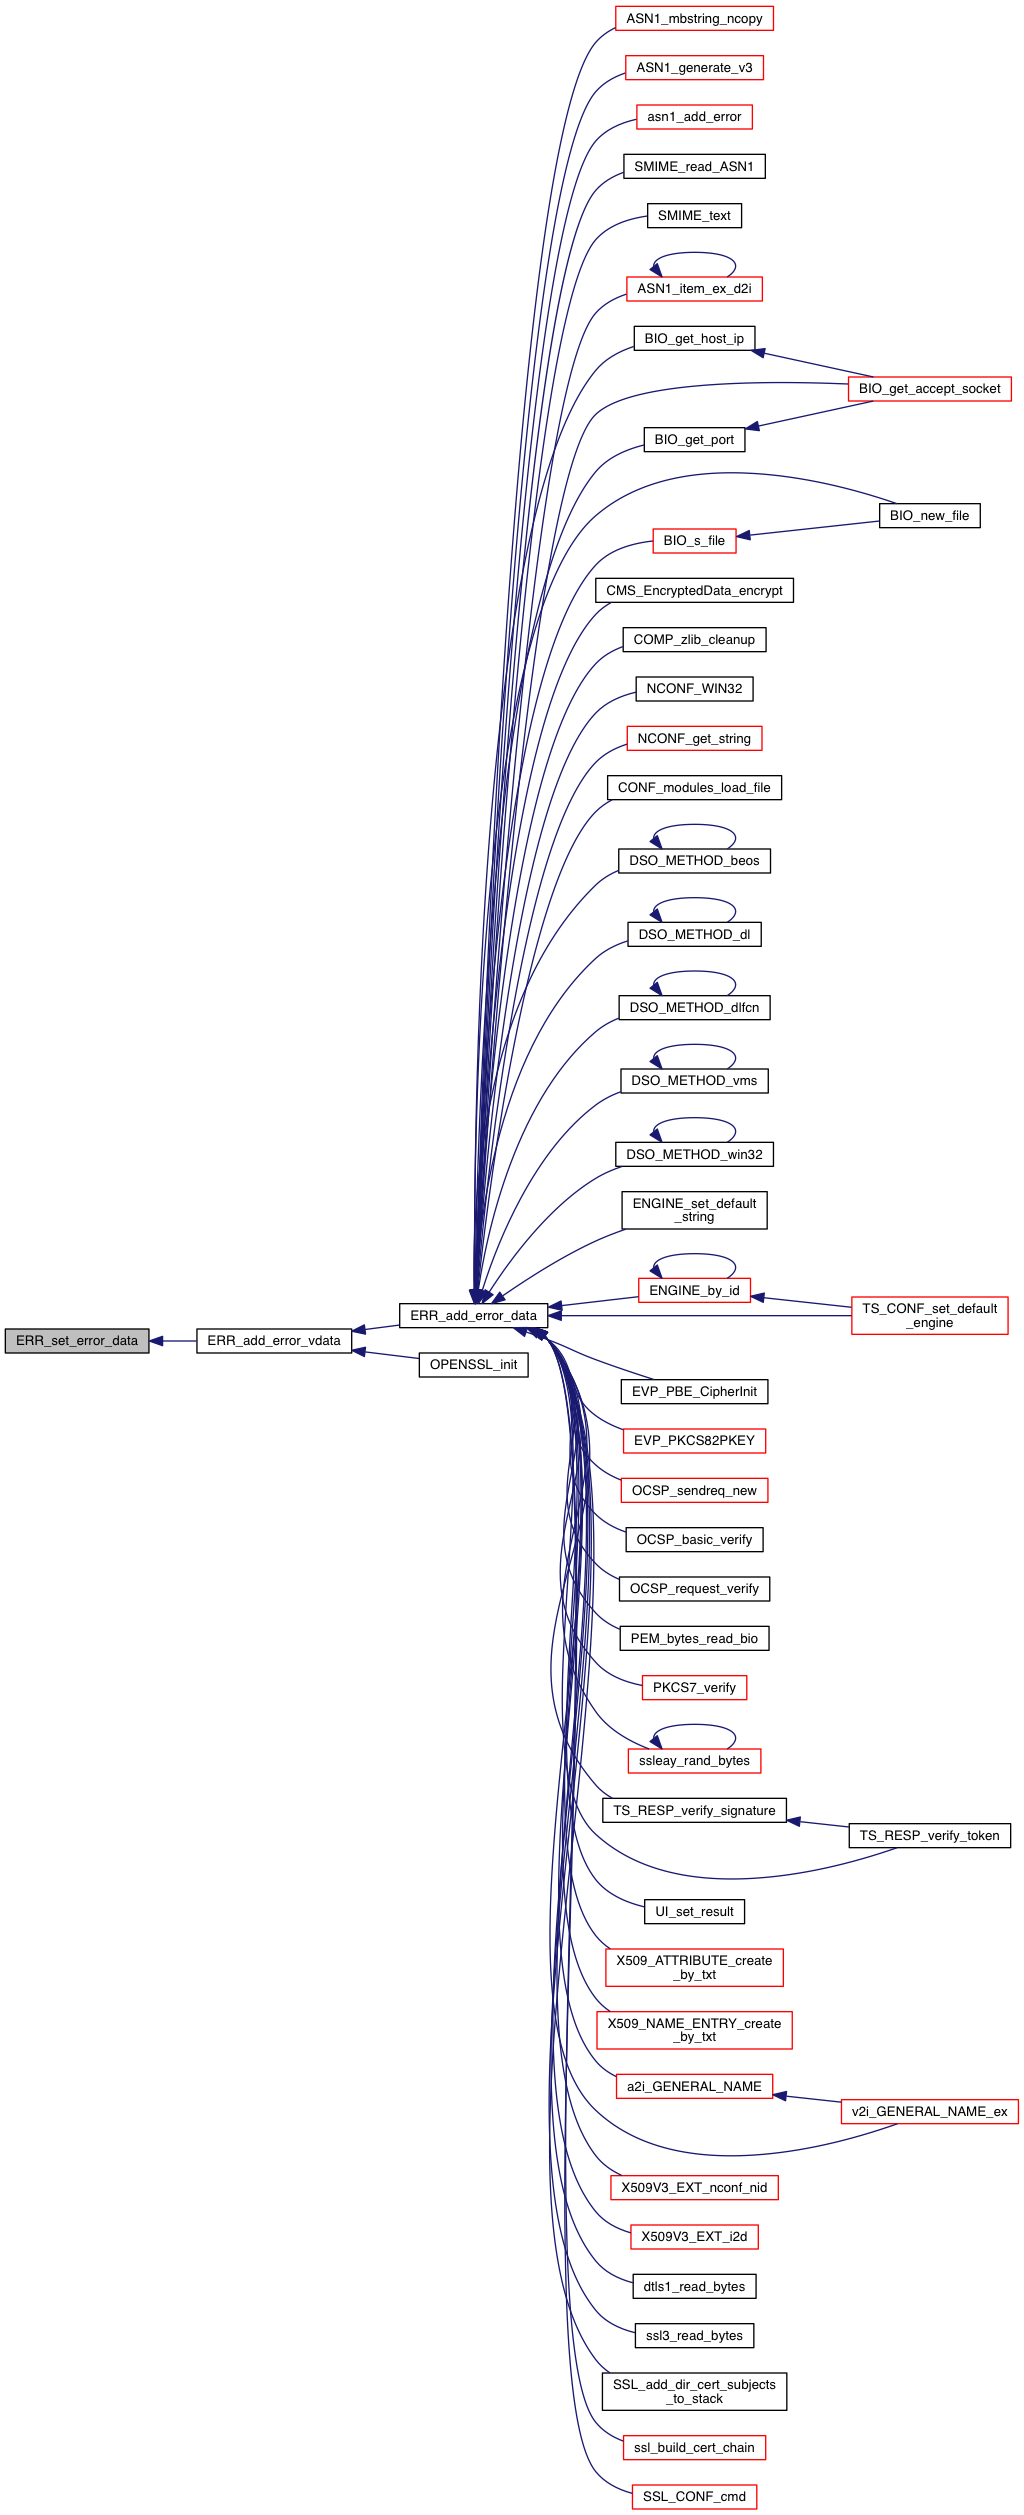 ASN1_mbstring_ncopy
ASN1_generate_v3
asn1_add_error
SMIME_read_ASN1
SMIME_text
ASN1_item_ex_d2i
BIO_get_host_ip
BIO_get_accept_socket
BIO_get_port
BIO_new_file
BIO_s_file
CMS_EncryptedData_encrypt
COMP_zlib_cleanup
NCONF_WIN32
NCONF_get_string
CONF_modules_load_file
DSO_METHOD_beos
DSO_METHOD_dl
DSO_METHOD_dlfcn
DSO_METHOD_vms
DSO_METHOD_win32
ENGINE_set_default
_string
ENGINE_by_id
TS_CONF_set_default
_engine
ERR_add_error_data
ERR_set_error_data
ERR_add_error_vdata
OPENSSL_init
EVP_PBE_CipherInit
EVP_PKCS82PKEY
OCSP_sendreq_new
OCSP_basic_verify
OCSP_request_verify
PEM_bytes_read_bio
PKCS7_verify
ssleay_rand_bytes
TS_RESP_verify_signature
TS_RESP_verify_token
UI_set_result
X509_ATTRIBUTE_create
_by_txt
X509_NAME_ENTRY_create
_by_txt
a2i_GENERAL_NAME
v2i_GENERAL_NAME_ex
X509V3_EXT_nconf_nid
X509V3_EXT_i2d
dtls1_read_bytes
ssl3_read_bytes
SSL_add_dir_cert_subjects
_to_stack
ssl_build_cert_chain
SSL_CONF_cmd